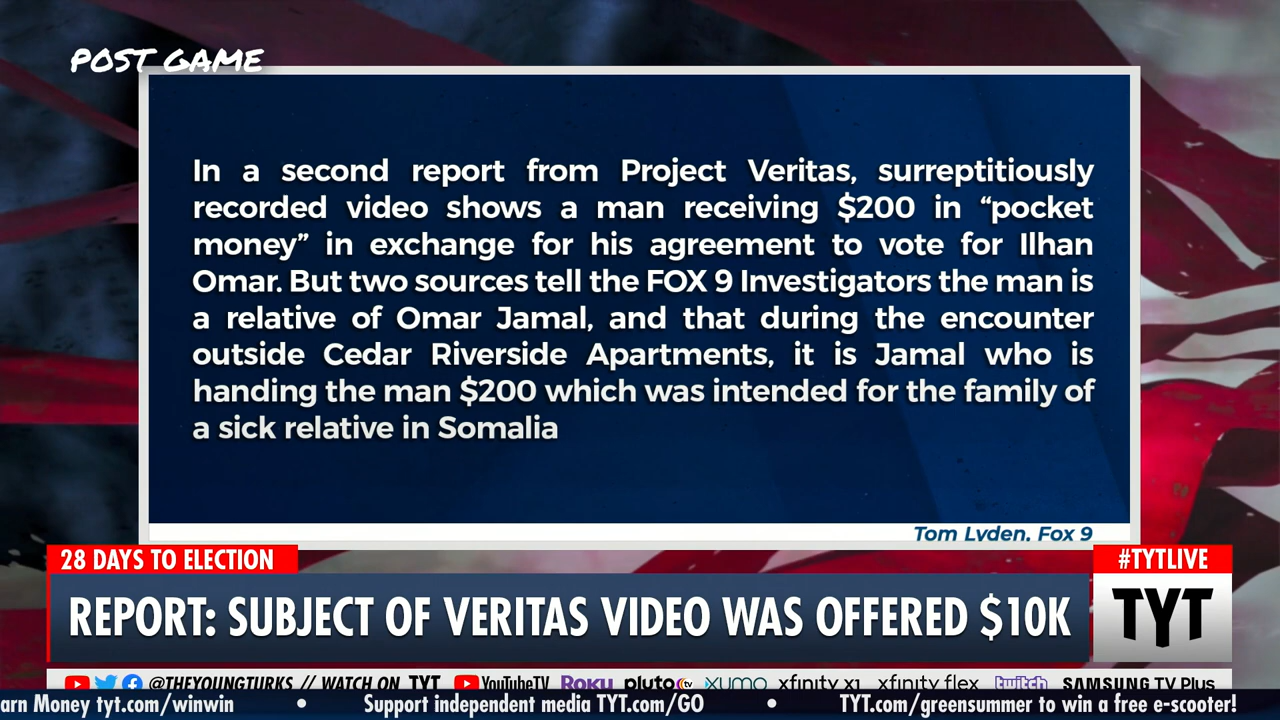 POST GAME
In a second report from Project Veritas, surreptitiously
recorded video shows a man receiving $200 in “pocket
money” in exchange for his agreement to vote for Ilhan
Omar. But two sources tell the FOX 9 Investigators the man is
a relative of Omar Jamal, and that during the encounter
outside Cedar Riverside Apartments, it is Jamal who is
handing the man $200 which was intended for the family of
a sick relative in Somalia
Tom Lyden, Fox 9
28 DAYS TO ELECTION
#TYTLIVE
REPORT: SUBJECT OF VERITAS VIDEO WAS OFFERED $10K
TYT
@THEYOUNGTURKS // WATCH ON TYT YouTubeTV Roku pluto tv xumo xfinity x1 xfinity flex twitch SAMSUNG TV Plus
arn Money tyt.com/winwin • Support independent media TYT.com/GO • TYT.com/greensummer to win a free e-scooter!